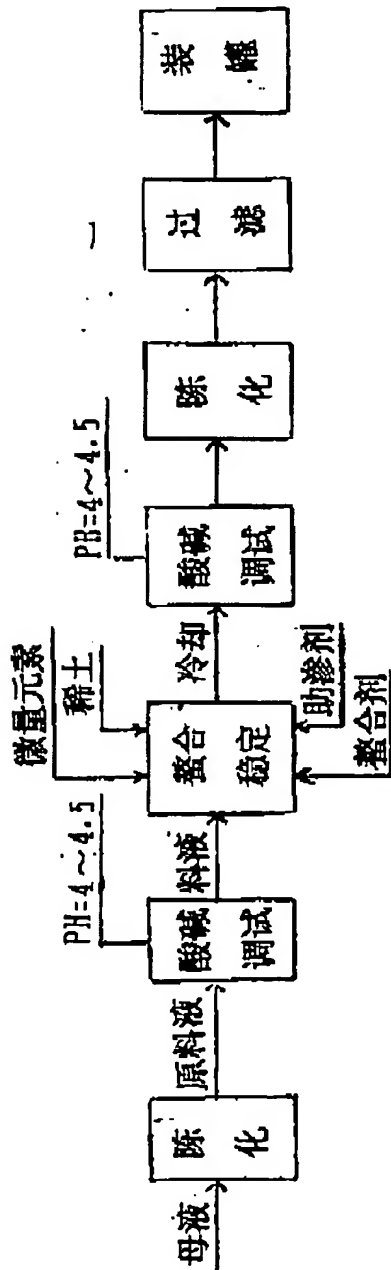 母液
陈化
原料液
PH=4～4.5
酸碱
调试
料液
微量元素
稀土
螯合
稳定
助渗剂
螯合剂
冷却
PH=4～4.5
酸碱
调试
陈化
过滤
装罐